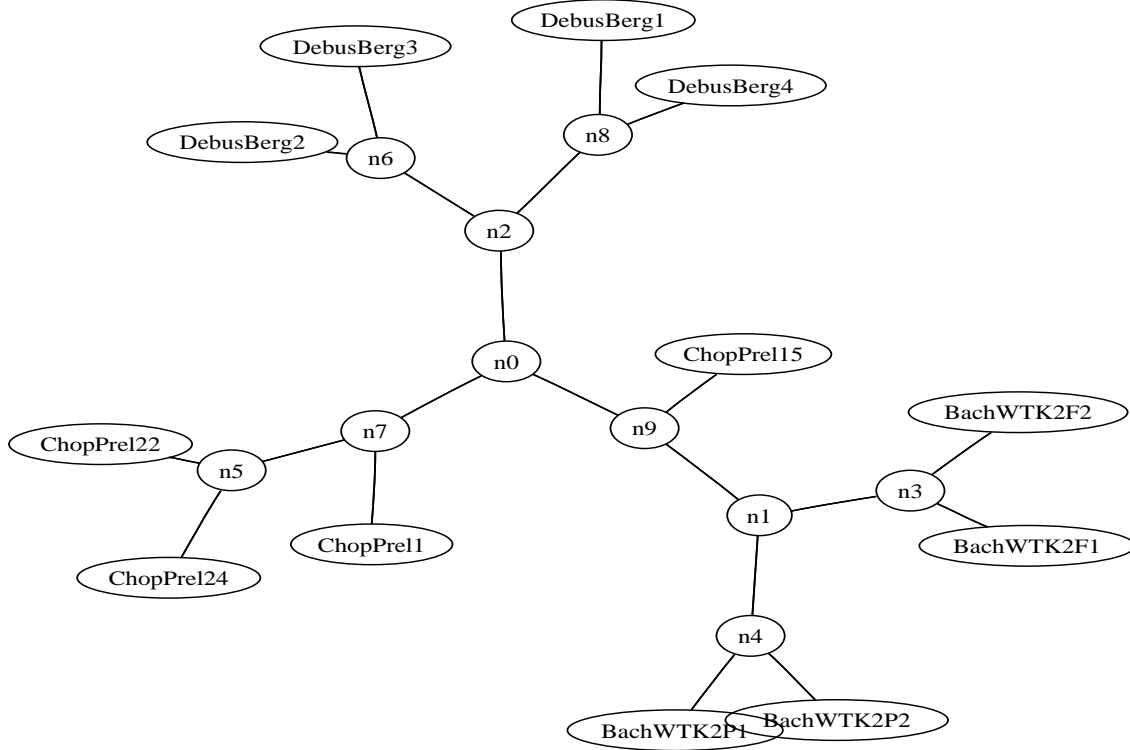 DebusBerg1
DebusBerg3
DebusBerg4
n8
DebusBerg2
n6
n2
ChopPrel15
n0
BachWTK2F2
n9
n7
ChopPrel22
n5
n3
n1
ChopPrel1
BachWTK2F1
ChopPrel24
n4
BachWTK2P1
BachWTK2P2